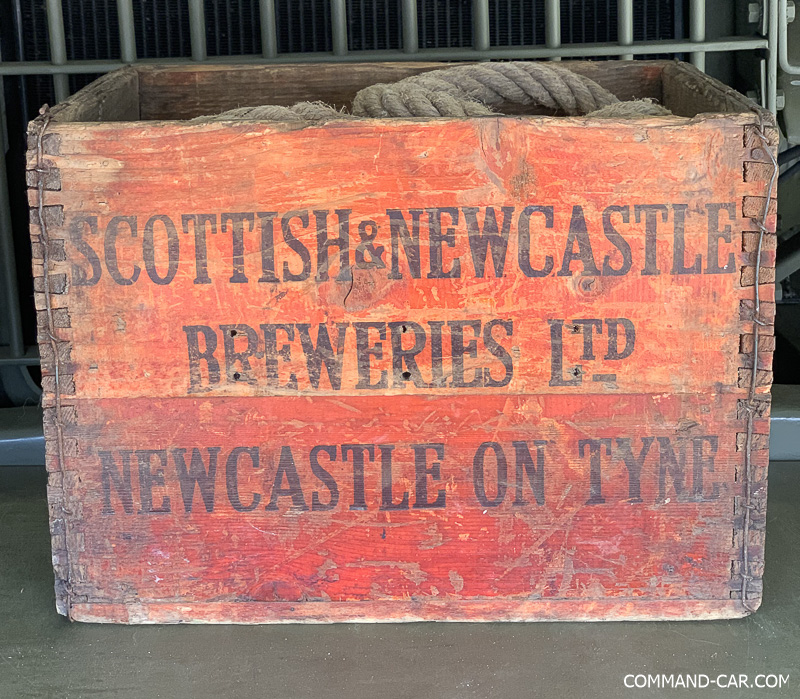 SCOTTISH & NEWCASTLE
BREWERIES LTD
NEWCASTLE ON TYNE
COMMAND-CAR.COM